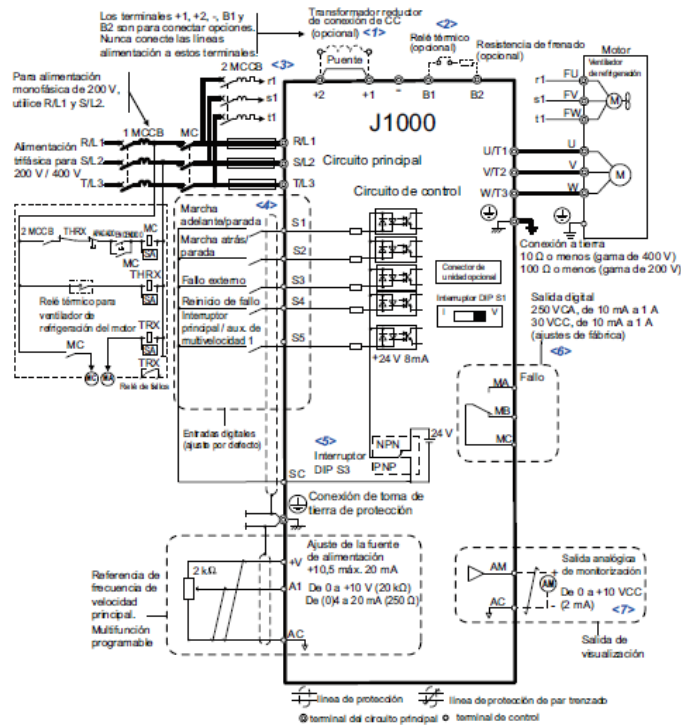 Los terminales +1, +2, -, B1 y
B2 son para conectar opciones.
Nunca conecte las líneas
alimentación a estos terminales.
Transformador reductor
de conexión de CC
(opcional) <1>
<2>
Relé térmico
(opcional)
Resistencia de frenado
(opcional)
Motor
Ventilador
de refrigeración
Puente
2 MCCB <3>
r1
s1
t1
+2
+1
-
B1
B2
r1
FU
s1
FV
t1
FW
M
Para alimentación
monofásica de 200 V,
utilice R/L1 y S/L2.
J1000
Alimentación
trifásica para
200 V / 400 V
R/L1
1 MCCB
MC
S/L2
T/L3
R/L1
S/L2
T/L3
Circuito principal
Circuito de control
U/T1
V/T2
W/T3
U
V
W
M
Conexión a tierra
10 Ω o menos (gama de 400 V)
100 Ω o menos (gama de 200 V)
2 MCCB
THRX
MC
SA
MC
THRX
SA
Relé térmico para
ventilador de
refrigeración del motor
TRX
SA
MC
TRX
MC
MA
Relé de fallos
<4>
Marcha
adelante/parada
S1
Marcha atrás/
parada
S2
Fallo externo
S3
Reinicio de fallo
S4
Interruptor
principal / aux. de
multivelocidad 1
S5
Entradas digitales
(ajuste por defecto)
+24 V 8mA
Conector de
unidad opcional
Interruptor DIP S1
I
V
Salida digital
250 VCA, de 10 mA a 1 A
30 VCC, de 10 mA a 1 A
(ajustes de fábrica)
<6>
MA
Fallo
MB
MC
<5>
Interruptor
DIP S3
NPN
PNP
24 V
SC
Conexión de toma de
tierra de protección
Ajuste de la fuente
de alimentación
+10,5 máx. 20 mA
De 0 a +10 V (20 kΩ)
De (0)4 a 20 mA (250 Ω)
+V
2 kΩ
A1
AC
Referencia de
frecuencia de
velocidad
principal.
Multifunción
programable
AM
AC
+
AM
-
Salida analógica
de monitorización
De 0 a +10 VCC
(2 mA)
<7>
Salida de
visualización
línea de protección
línea de protección de par trenzado
terminal del circuito principal
terminal de control